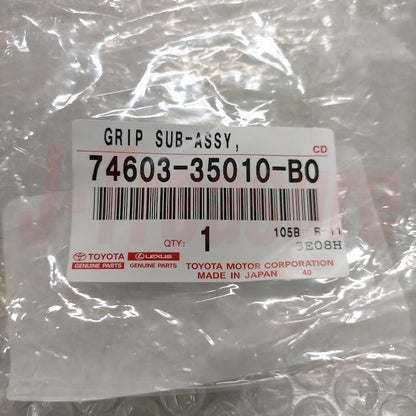 GRIP SUB-ASSY,
CD
74603-35010-B0
105B R-11
QTY: 1
3E08H
TOYOTA LEXUS
GENUINE PARTS GENUINE PARTS
TOYOTA MOTOR CORPORATION
MADE IN JAPAN 40